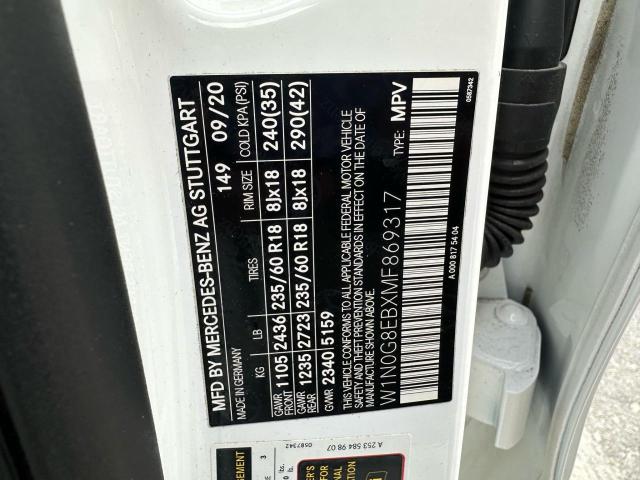 MFD BY MERCEDES-BENZ AG STUTTGART
MADE IN GERMANY 149 09/20
KG LB TIRES RIM SIZE COLD KPA (PSI)
GAWR FRONT 1105 2436 235/60 R18 8Jx18 240(35)
GAWR REAR 1235 2723 235/60 R18 8Jx18 290(42)
GVWR 2340 5159
THIS VEHICLE CONFORMS TO ALL APPLICABLE FEDERAL MOTOR VEHICLE
SAFETY AND THEFT PREVENTION STANDARDS IN EFFECT ON THE DATE OF
MANUFACTURE SHOWN ABOVE.
TYPE: MPV
W1N0G8EBXMF869317
A 000 817 54 04
0587342
A 253 584 98 07
0587342
3